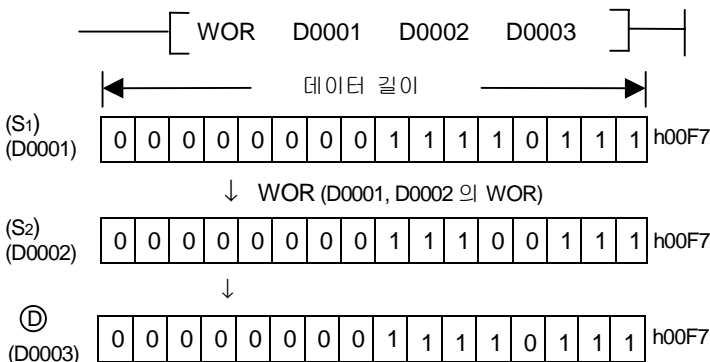 WOR D0001 D0002 D0003
데이터 길이
(S1)
(D0001)
0 0 0 0 0 0 0 0 1 1 1 1 0 1 1 1 h00F7
↓ WOR (D0001, D0002 의 WOR)
(S2)
(D0002)
0 0 0 0 0 0 0 0 1 1 1 0 0 1 1 1 h00F7
↓
Ⓓ
(D0003)
0 0 0 0 0 0 0 0 1 1 1 1 0 1 1 1 h00F7